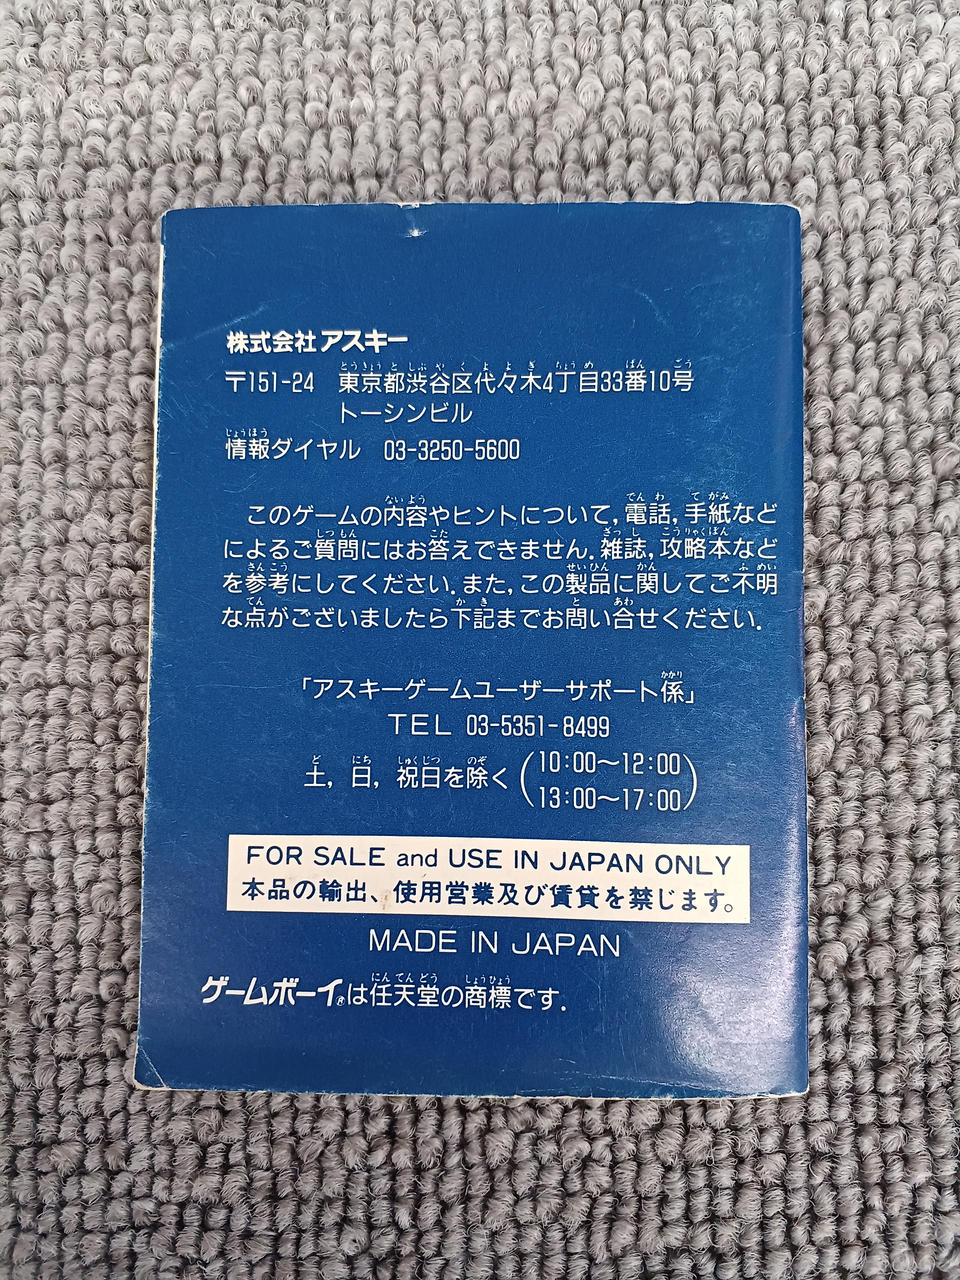 株式会社アスキー
〒151-24 東京都渋谷区代々木4丁目33番10号
トーシンビル
情報ダイヤル 03-3250-5600
このゲームの内容やヒントについて,電話,手紙など
によるご質問にはお答えできません.雑誌,攻略本など
を参考にしてください.また,この製品に関してご不明
な点がございましたら下記までお問い合せください.
「アスキーゲームユーザーサポート係」
TEL 03-5351-8499
土,日,祝日を除く(10:00〜12:00
13:00〜17:00)
FOR SALE and USE IN JAPAN ONLY
本品の輸出、使用営業及び賃貸を禁じます。
MADE IN JAPAN
ゲームボーイ®は任天堂の商標です.